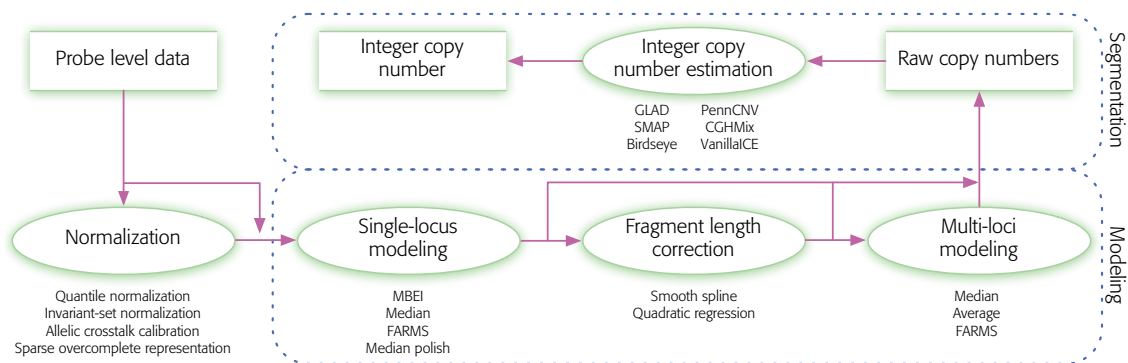 Probe level data
Integer copy
number
Integer copy
number estimation
Raw copy numbers
Segmentation
GLAD PennCNV
SMAP CGHMix
Birdseye VanillaICE
Normalization
Single-locus
modeling
Fragment length
correction
Multi-loci
modeling
Modeling
Quantile normalization
Invariant-set normalization
Allelic crosstalk calibration
Sparse overcomplete representation
MBEI
Median
FARMS
Median polish
Smooth spline
Quadratic regression
Median
Average
FARMS